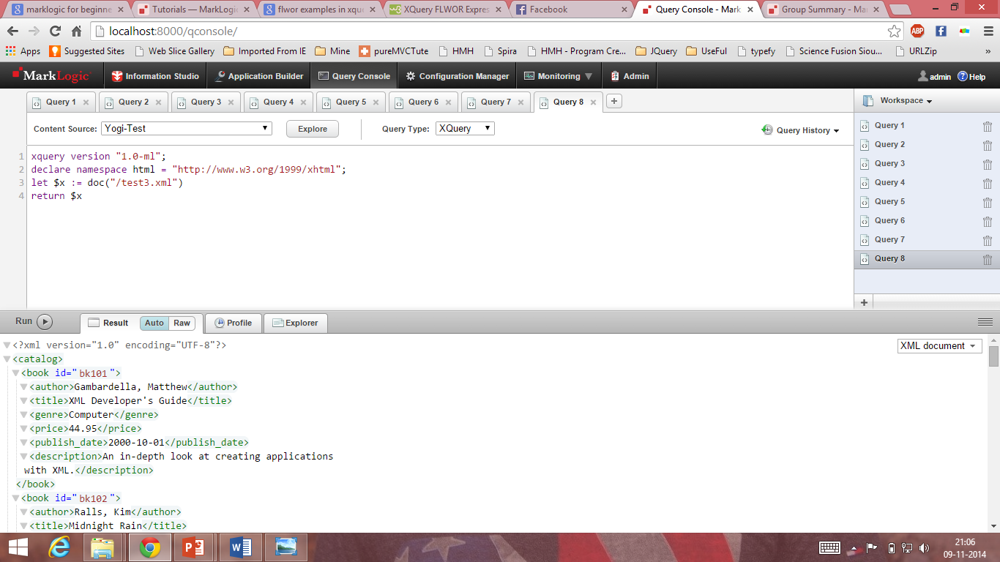 marklogic for beginne
Tutorials — MarkLogi
flwor examples in xqu
XQuery FLWOR Expres
Facebook
Query Console - Mark
Group Summary - Ma
localhost:8000/qconsole/
ABP
Apps
Suggested Sites
Web Slice Gallery
Imported From IE
Mine
pureMVCTute
HMH
Spira
HMH - Program Cre...
JQuery
UseFul
typefy
Science Fusion Siou...
URLZip
»
MarkLogic
Information Studio
Application Builder
Query Console
Configuration Manager
Monitoring
Admin
admin
Help
Query 1
Query 2
Query 3
Query 4
Query 5
Query 6
Query 7
Query 8
Workspace
Content Source: Yogi-Test
Explore
Query Type: XQuery
Query History
1 xquery version "1.0-ml";
2 declare namespace html = "http://www.w3.org/1999/xhtml";
3 let $x := doc("/test3.xml")
4 return $x
Query 1
Query 2
Query 3
Query 4
Query 5
Query 6
Query 7
Query 8
Run
Result
Auto
Raw
Profile
Explorer
XML document
<?xml version="1.0" encoding="UTF-8"?>
<catalog>
<book id="bk101">
<author>Gambardella, Matthew</author>
<title>XML Developer's Guide</title>
<genre>Computer</genre>
<price>44.95</price>
<publish_date>2000-10-01</publish_date>
<description>An in-depth look at creating applications
with XML.</description>
</book>
<book id="bk102">
<author>Ralls, Kim</author>
<title>Midnight Rain</title>
21:06
09-11-2014